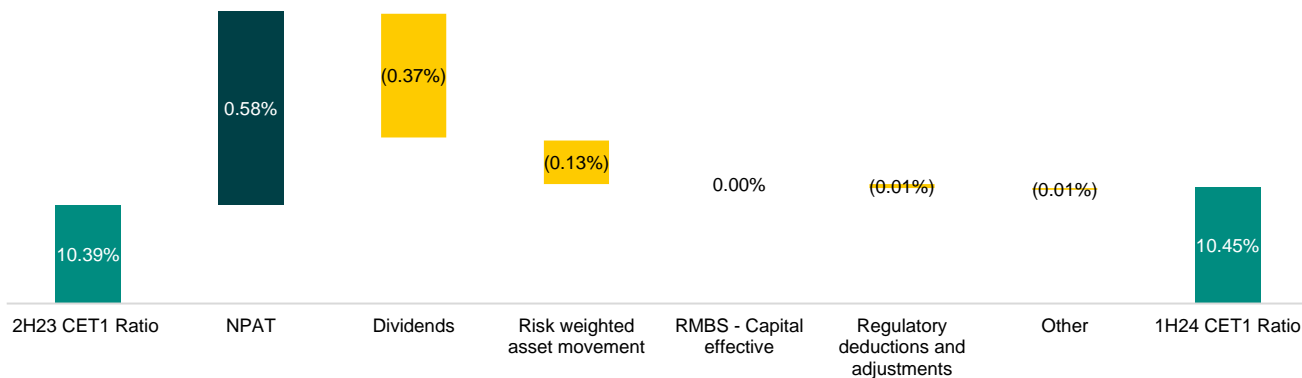 0.58%
(0.37%)
(0.13%)
0.00%
(0.01%)
(0.01%)
10.39%
10.45%
2H23 CET1 Ratio
NPAT
Dividends
Risk weighted
asset movement
RMBS - Capital
effective
Regulatory
deductions and
adjustments
Other
1H24 CET1 Ratio